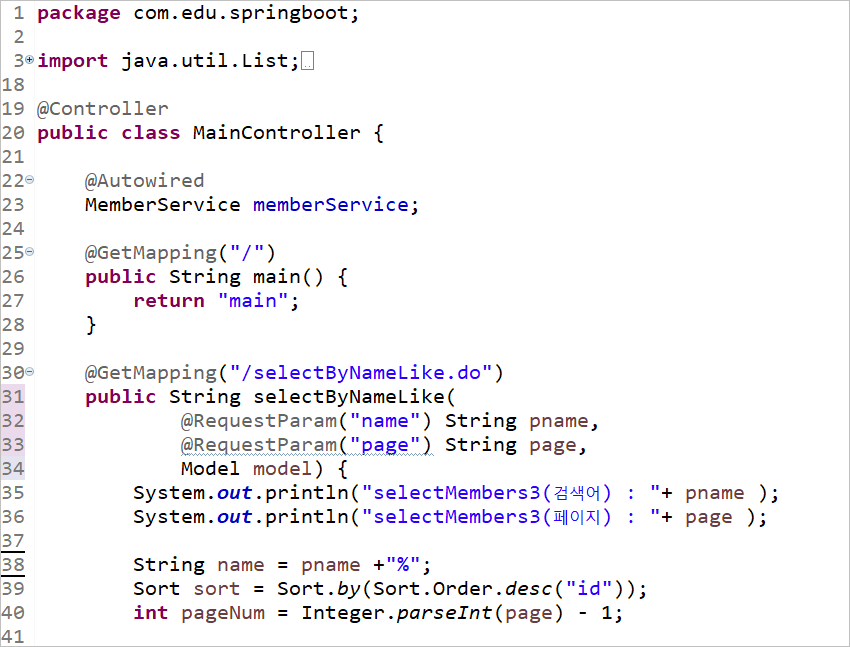 1 package com.edu.springboot;
2
3 import java.util.List;
18
19 @Controller
20 public class MainController {
21
22 @Autowired
23 MemberService memberService;
24
25 @GetMapping("/")
26 public String main() {
27 return "main";
28 }
29
30 @GetMapping("/selectByNameLike.do")
31 public String selectByNameLike(
32 @RequestParam("name") String pname,
33 @RequestParam("page") String page,
34 Model model) {
35 System.out.println("selectMembers3(검색어) : "+ pname );
36 System.out.println("selectMembers3(페이지) : "+ page );
37
38 String name = pname +"%";
39 Sort sort = Sort.by(Sort.Order.desc("id"));
40 int pageNum = Integer.parseInt(page) - 1;
41